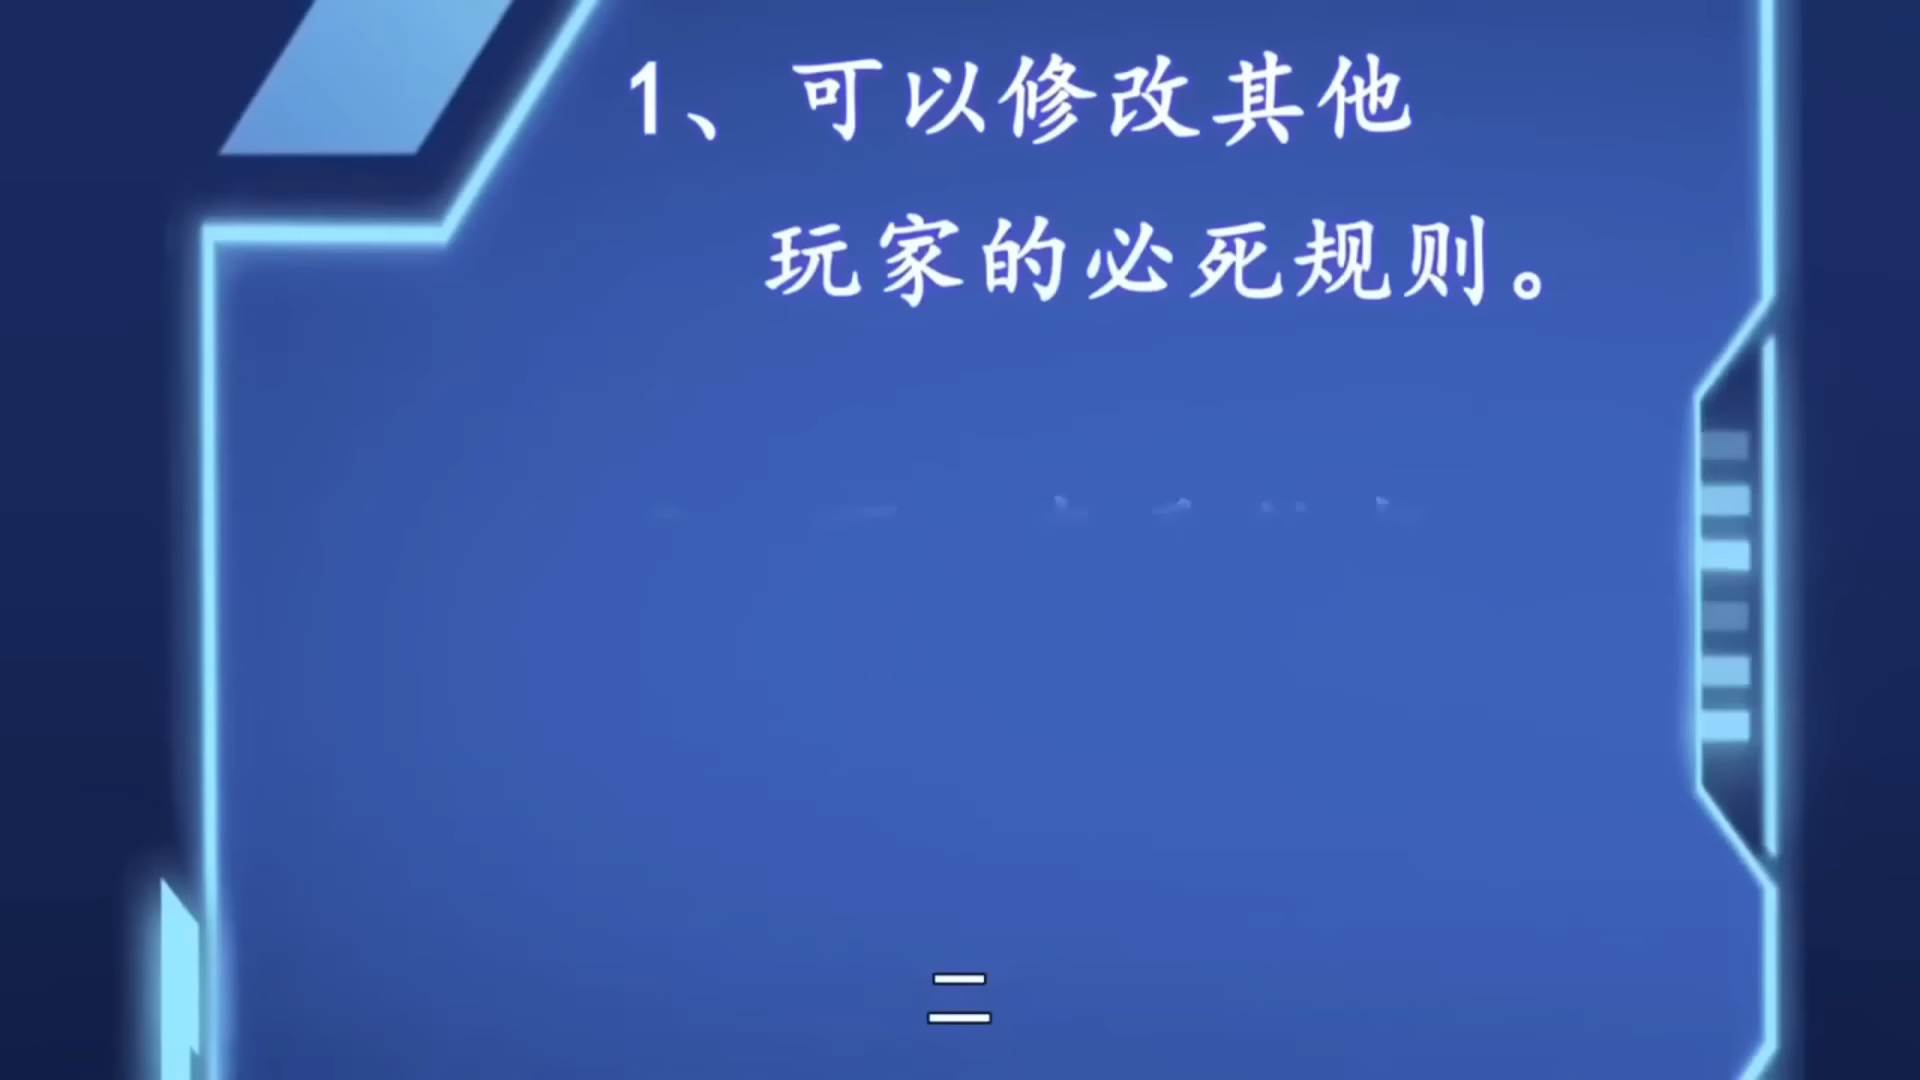 1、可以修改其他
玩家的必死规则。
二